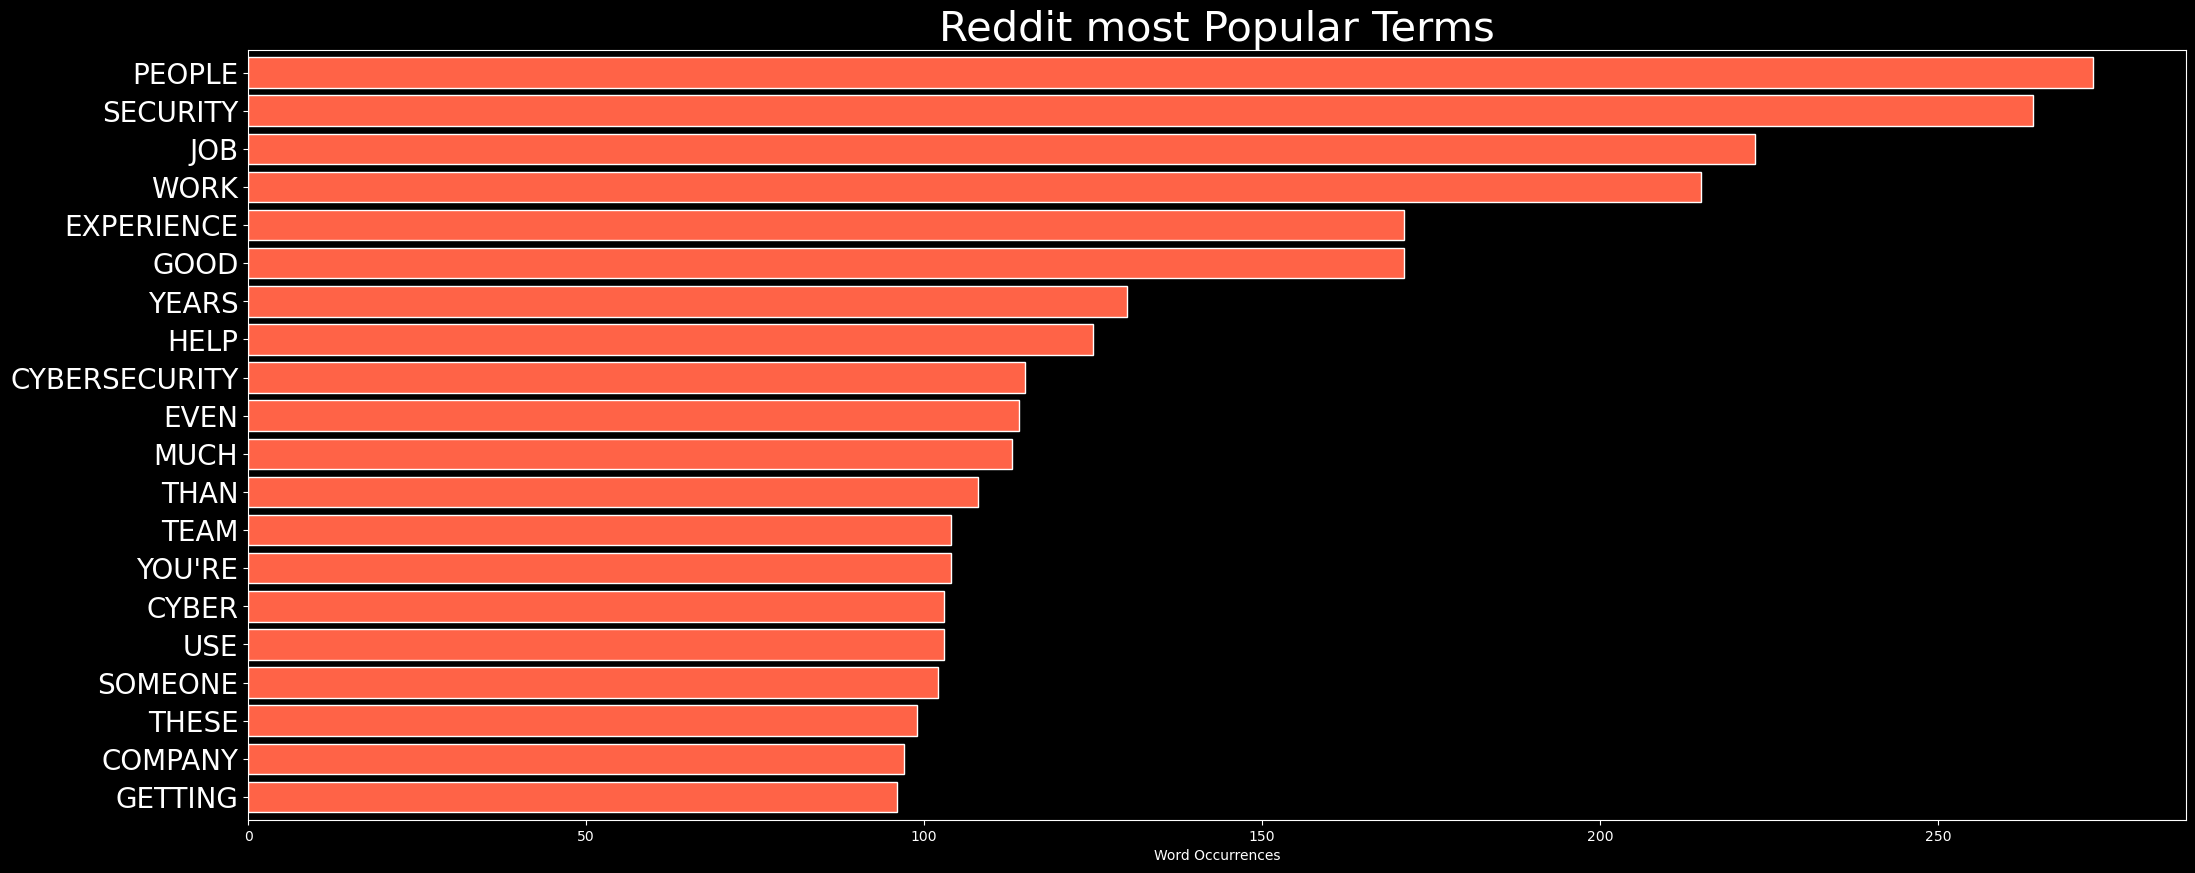 Reddit most Popular Terms
PEOPLE
SECURITY
JOB
WORK
EXPERIENCE
GOOD
YEARS
HELP
CYBERSECURITY
EVEN
MUCH
THAN
TEAM
YOU'RE
CYBER
USE
SOMEONE
THESE
COMPANY
GETTING
0 50 100 150 200 250
Word Occurrences